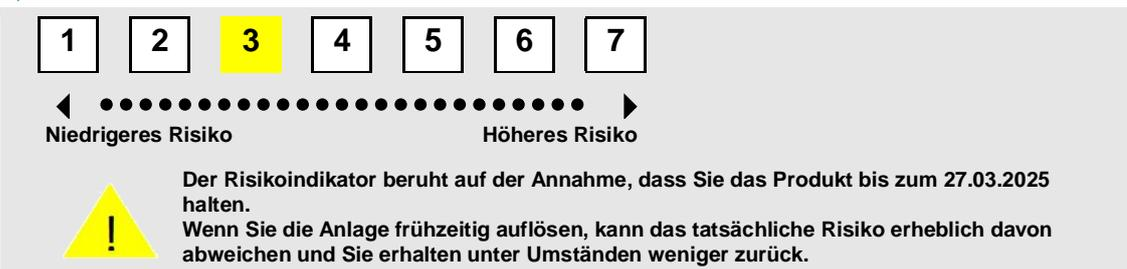 1 2 3 4 5 6 7
Niedrigeres Risiko Höheres Risiko
Der Risikoindikator beruht auf der Annahme, dass Sie das Produkt bis zum 27.03.2025
halten.
! Wenn Sie die Anlage frühzeitig auflösen, kann das tatsächliche Risiko erheblich davon
abweichen und Sie erhalten unter Umständen weniger zurück.